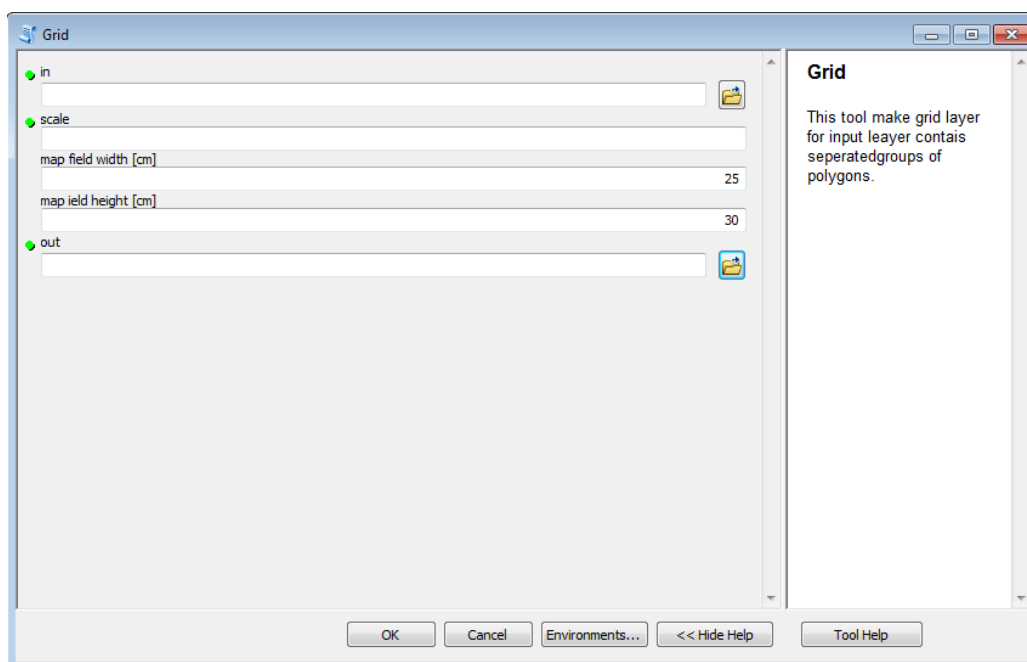 Grid
in
scale
map field width [cm]
25
map ield height [cm]
30
out
Grid
This tool make grid layer
for input leayer contais
seperatedgroups of
polygons.
OK
Cancel
Environments...
<< Hide Help
Tool Help